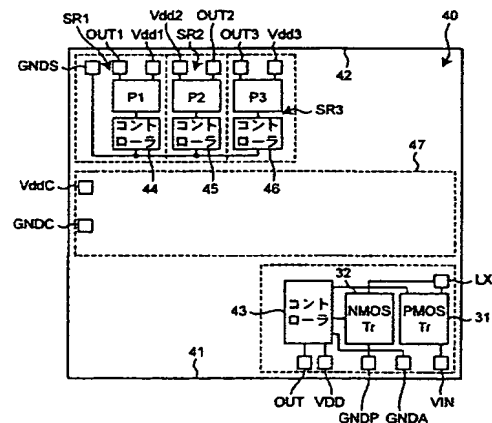 SR1 OUT1 Vdd1 Vdd2 SR2 OUT2 OUT3 Vdd3 42 40
GNDS
P1 P2 P3
SR3
コント
ローラ
コント
ローラ
コント
ローラ
44 45 46
47
VddC
GNDC
LX
32
43
コント
ローラ
NMOS
Tr
PMOS
Tr
31
41
OUT VDD GNDP GNDA VIN